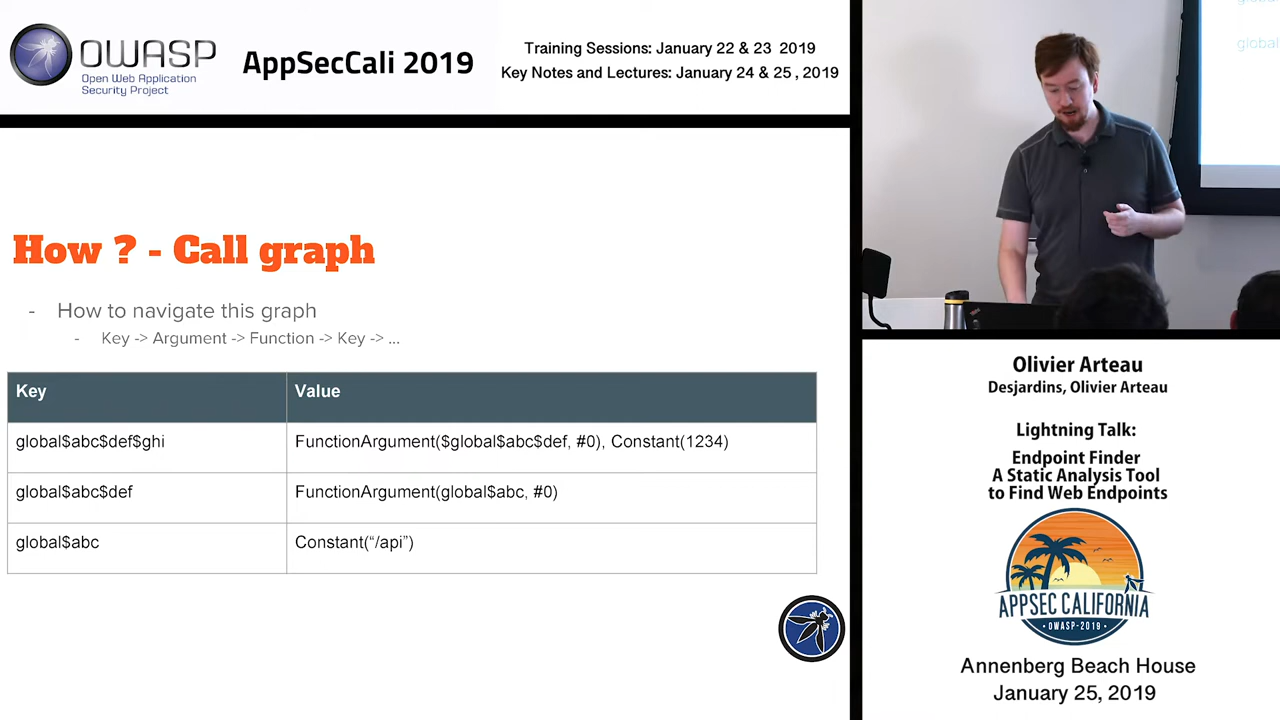 OWASP
Open Web Application
Security Project
AppSecCali 2019
Training Sessions: January 22 & 23 2019
Key Notes and Lectures: January 24 & 25 , 2019
How ? - Call graph
- How to navigate this graph
- Key -> Argument -> Function -> Key -> ...
Key Value
global$abc$def$ghi FunctionArgument($global$abc$def, #0), Constant(1234)
global$abc$def FunctionArgument(global$abc, #0)
global$abc Constant(“/api”)
global
Olivier Arteau
Desjardins, Olivier Arteau
Lightning Talk:
Endpoint Finder
A Static Analysis Tool
to Find Web Endpoints
APPSEC CALIFORNIA
• OWASP-2019 •
Annenberg Beach House
January 25, 2019